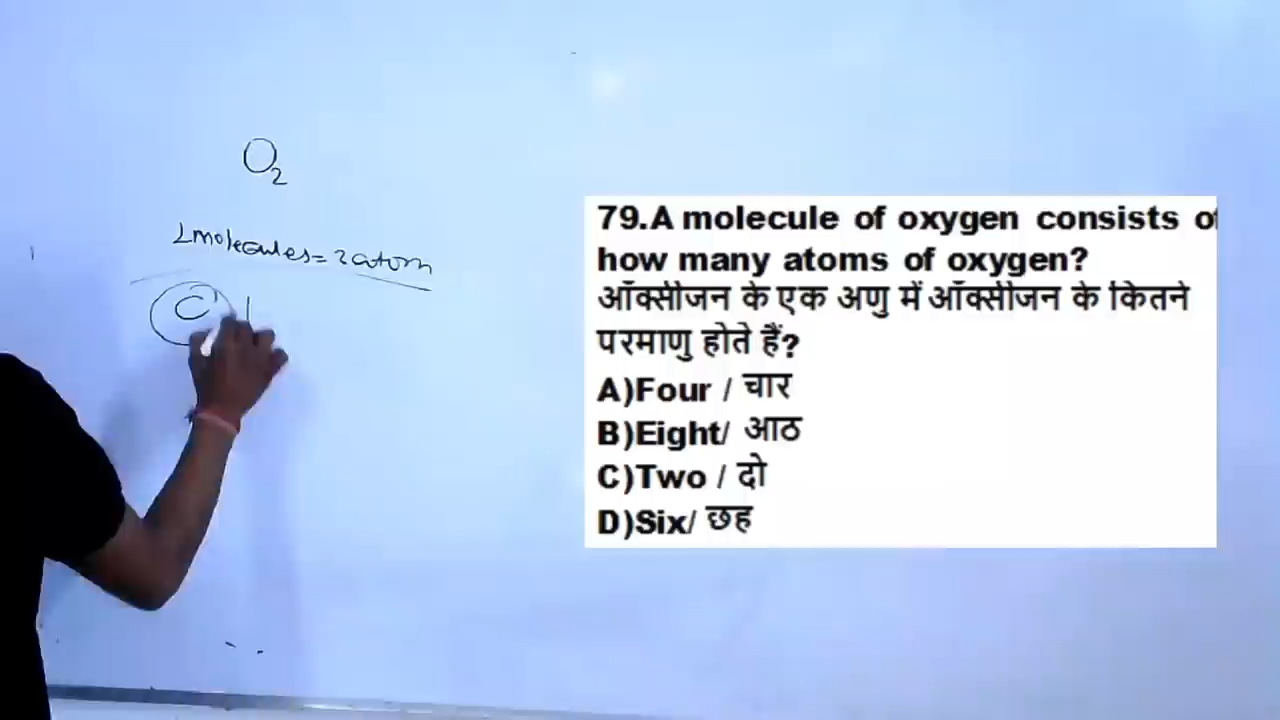 O2
1 molecules = 2 atom
C
79.A molecule of oxygen consists of
how many atoms of oxygen?
ऑक्सीजन के एक अणु में ऑक्सीजन के कितने
परमाणु होते हैं?
A)Four / चार
B)Eight/ आठ
C)Two / दो
D)Six/ छह